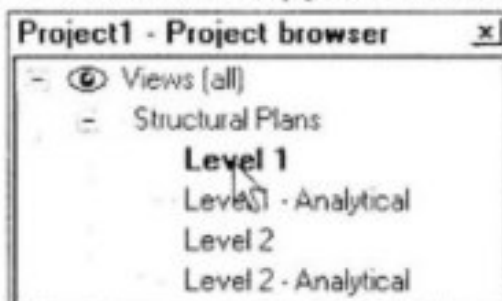 Project1 - Project browser
Views (all)
Structural Plans
Level 1
Level 1 - Analytical
Level 2
Level 2 - Analytical